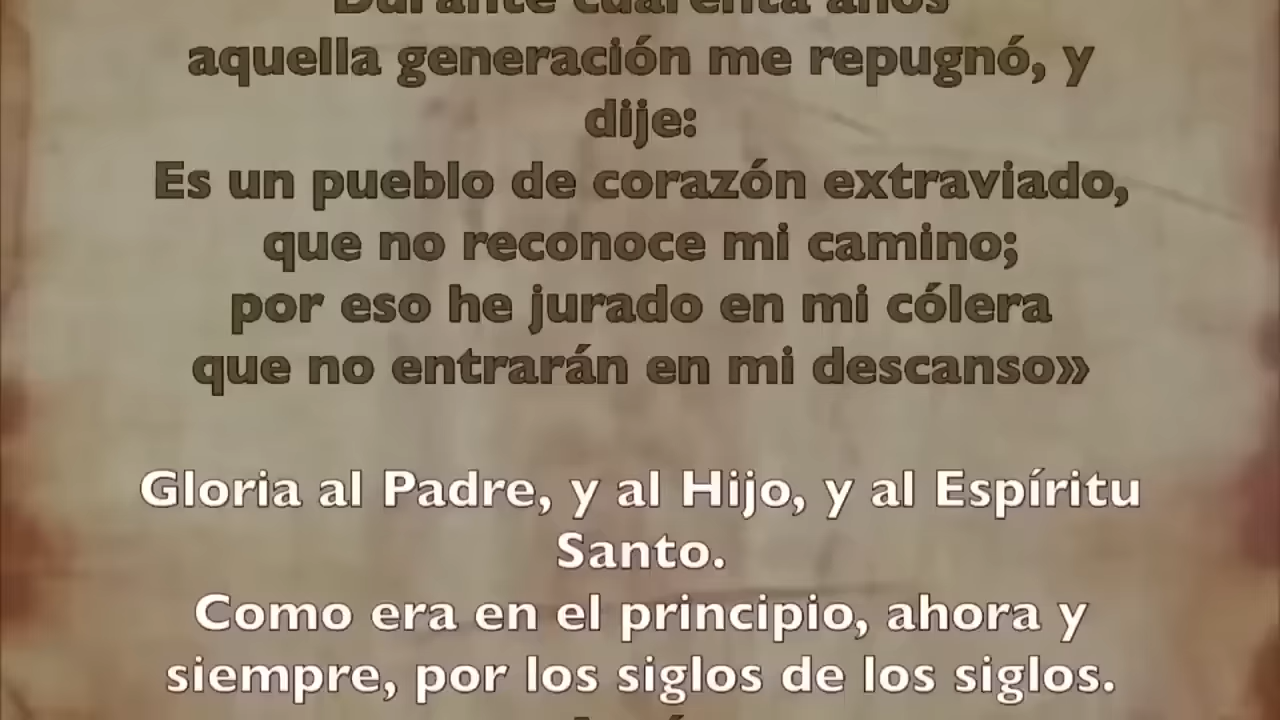 Durante cuarenta años
aquella generación me repugnó, y
dije:
Es un pueblo de corazón extraviado,
que no reconoce mi camino;
por eso he jurado en mi cólera
que no entrarán en mi descanso»
Gloria al Padre, y al Hijo, y al Espíritu
Santo.
Como era en el principio, ahora y
siempre, por los siglos de los siglos.